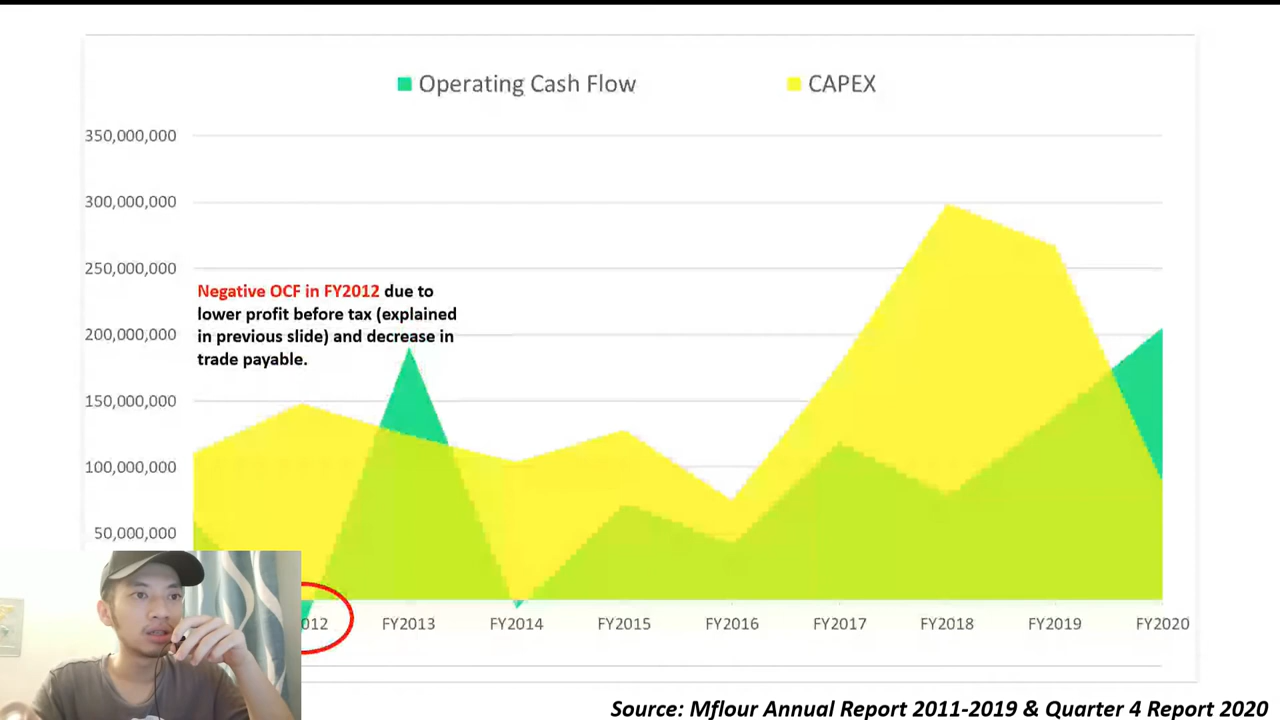 Operating Cash Flow CAPEX
350,000,000
300,000,000
250,000,000
Negative OCF in FY2012 due to
lower profit before tax (explained
in previous slide) and decrease in
trade payable.
200,000,000
150,000,000
100,000,000
50,000,000
012 FY2013 FY2014 FY2015 FY2016 FY2017 FY2018 FY2019 FY2020
Source: Mflour Annual Report 2011-2019 & Quarter 4 Report 2020